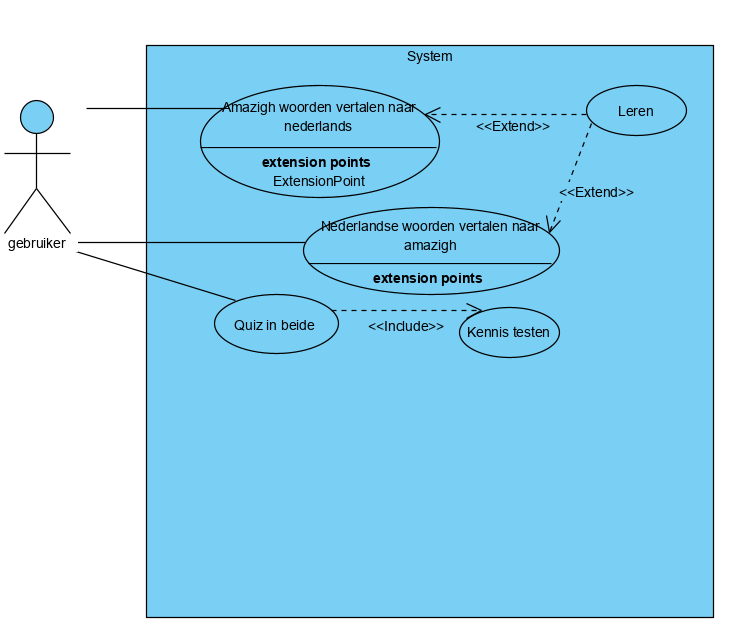 System
Amazigh woorden vertalen naar
nederlands
extension points
ExtensionPoint
<<Extend>>
Leren
<<Extend>>
gebruiker
Nederlandse woorden vertalen naar
amazigh
extension points
Quiz in beide
<<Include>>
Kennis testen